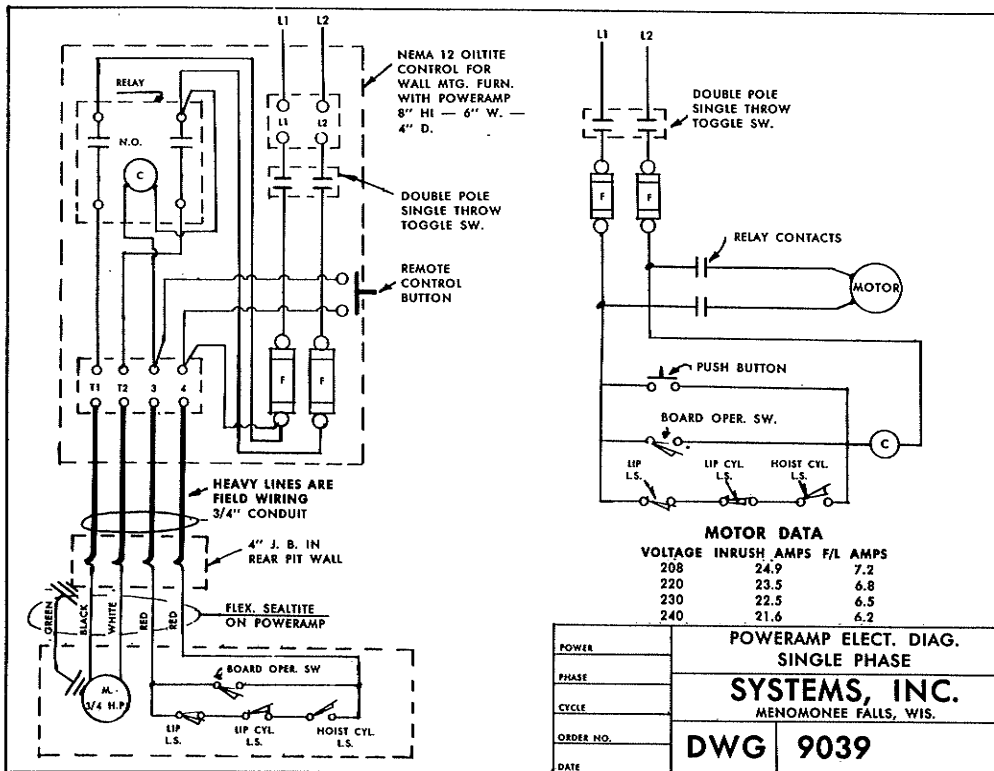 L1 L2
NEMA 12 OILTITE
CONTROL FOR
WALL MTG. FURN.
WITH POWERAMP
8" HI — 6" W. —
4" D.
RELAY
N.O.
C
L1 L2
DOUBLE POLE
SINGLE THROW
TOGGLE SW.
REMOTE
CONTROL
BUTTON
F F
T1 T2 3 4
HEAVY LINES ARE
FIELD WIRING
3/4" CONDUIT
4" J. B. IN
REAR PIT WALL
GREEN
BLACK
WHITE
RED
RED
FLEX. SEALTITE
ON POWERAMP
M.
3/4 H.P.
BOARD OPER. SW
LIP
L.S.
LIP CYL.
L.S.
HOIST CYL.
L.S.
L1 L2
DOUBLE POLE
SINGLE THROW
TOGGLE SW.
F F
RELAY CONTACTS
MOTOR
PUSH BUTTON
BOARD OPER. SW.
C
LIP
L.S.
LIP CYL.
L.S.
HOIST CYL.
L.S.
MOTOR DATA
VOLTAGE INRUSH AMPS F/L AMPS
208 24.9 7.2
220 23.5 6.8
230 22.5 6.5
240 21.6 6.2
POWER
PHASE
CYCLE
ORDER NO.
DATE
POWERAMP ELECT. DIAG.
SINGLE PHASE
SYSTEMS, INC.
MENOMONEE FALLS, WIS.
DWG 9039